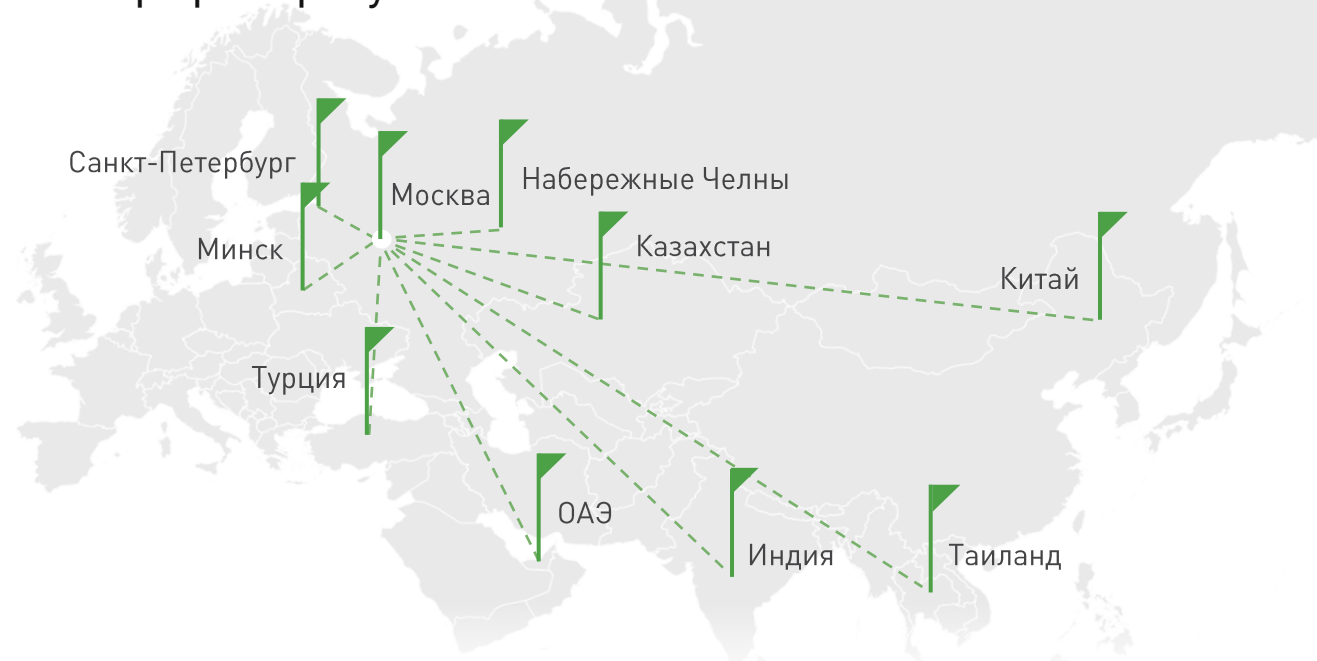 Санкт-Петербург
Москва
Набережные Челны
Минск
Казахстан
Китай
Турция
ОАЭ
Индия
Таиланд